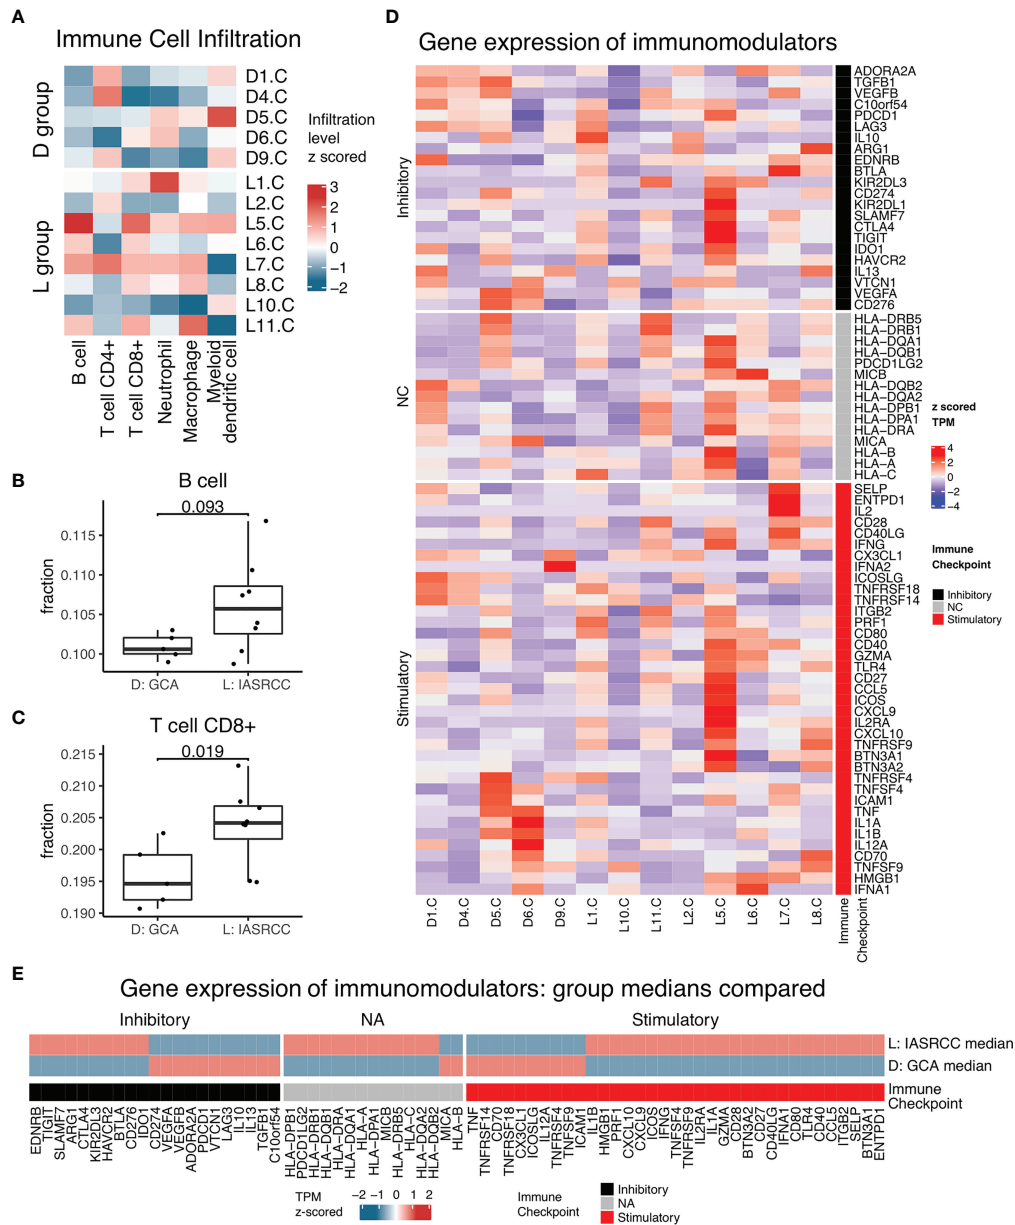 A
Immune Cell Infiltration
D group
L group
D1.C
D4.C
D5.C
D6.C
D9.C
L1.C
L2.C
L5.C
L6.C
L7.C
L8.C
L10.C
L11.C
B cell
T cell CD4+
T cell CD8+
Neutrophil
Macrophage
Myeloid
dendritic cell
Infiltration
level
z scored
3
2
1
0
−1
−2
B
B cell
0.093
fraction
0.115
0.110
0.105
0.100
D: GCA
L: IASRCC
C
T cell CD8+
0.019
fraction
0.215
0.210
0.205
0.200
0.195
0.190
D: GCA
L: IASRCC
D
Gene expression of immunomodulators
Inhibitory
NC
Stimulatory
ADORA2A
TGFB1
VEGFB
C10orf54
PDCD1
LAG3
IL10
ARG1
EDNRB
BTLA
KIR2DL3
CD274
KIR2DL1
SLAMF7
CTLA4
TIGIT
IDO1
HAVCR2
IL13
VTCN1
VEGFA
CD276
HLA−DRB5
HLA−DRB1
HLA−DQA1
HLA−DQB1
PDCD1LG2
MICB
HLA−DQB2
HLA−DQA2
HLA−DPB1
HLA−DPA1
HLA−DRA
MICA
HLA−B
HLA−A
HLA−C
SELP
ENTPD1
IL2
CD28
CD40LG
IFNG
CX3CL1
IFNA2
ICOSLG
TNFRSF18
TNFRSF14
ITGB2
PRF1
CD80
CD40
GZMA
TLR4
CD27
CCL5
ICOS
CXCL9
IL2RA
CXCL10
TNFRSF9
BTN3A1
BTN3A2
TNFRSF4
TNFSF4
ICAM1
TNF
IL1A
IL1B
IL12A
CD70
TNFSF9
HMGB1
IFNA1
D1.C
D4.C
D5.C
D6.C
D9.C
L1.C
L10.C
L11.C
L2.C
L5.C
L6.C
L7.C
L8.C
Immune
Checkpoint
z scored
TPM
4
2
0
−2
−4
Immune
Checkpoint
Inhibitory
NC
Stimulatory
E
Gene expression of immunomodulators: group medians compared
Inhibitory
NA
Stimulatory
L: IASRCC median
D: GCA median
Immune
Checkpoint
EDNRB
TIGIT
SLAMF7
ARG1
CTLA4
KIR2DL3
HAVCR2
BTLA
CD276
IDO1
CD274
VEGFA
VEGFB
ADORA2A
PDCD1
VTCN1
LAG3
IL10
IL13
TGFB1
C10orf54
HLA−DPB1
PDCD1LG2
HLA−DRB1
HLA−DQB1
HLA−DRA
HLA−DQA1
HLA−A
HLA−DPA1
MICB
HLA−DRB5
HLA−C
HLA−DQA2
HLA−DQB2
MICA
HLA−B
TNF
TNFRSF14
CD70
TNFRSF18
CX3CL1
ICOSLG
IL12A
TNFRSF4
TNFSF9
ICAM1
IL1B
HMGB1
PRF1
CXCL10
CXCL9
ICOS
IFNG
TNFSF4
TNFRSF9
IL2RA
IL1A
GZMA
CD28
BTN3A2
CD27
CD40LG
IFNA1
CD80
TLR4
CD40
CCL5
ITGB2
SELP
BTN3A1
ENTPD1
TPM
z−scored
−2 −1 0 1 2
Immune
Checkpoint
Inhibitory
NA
Stimulatory